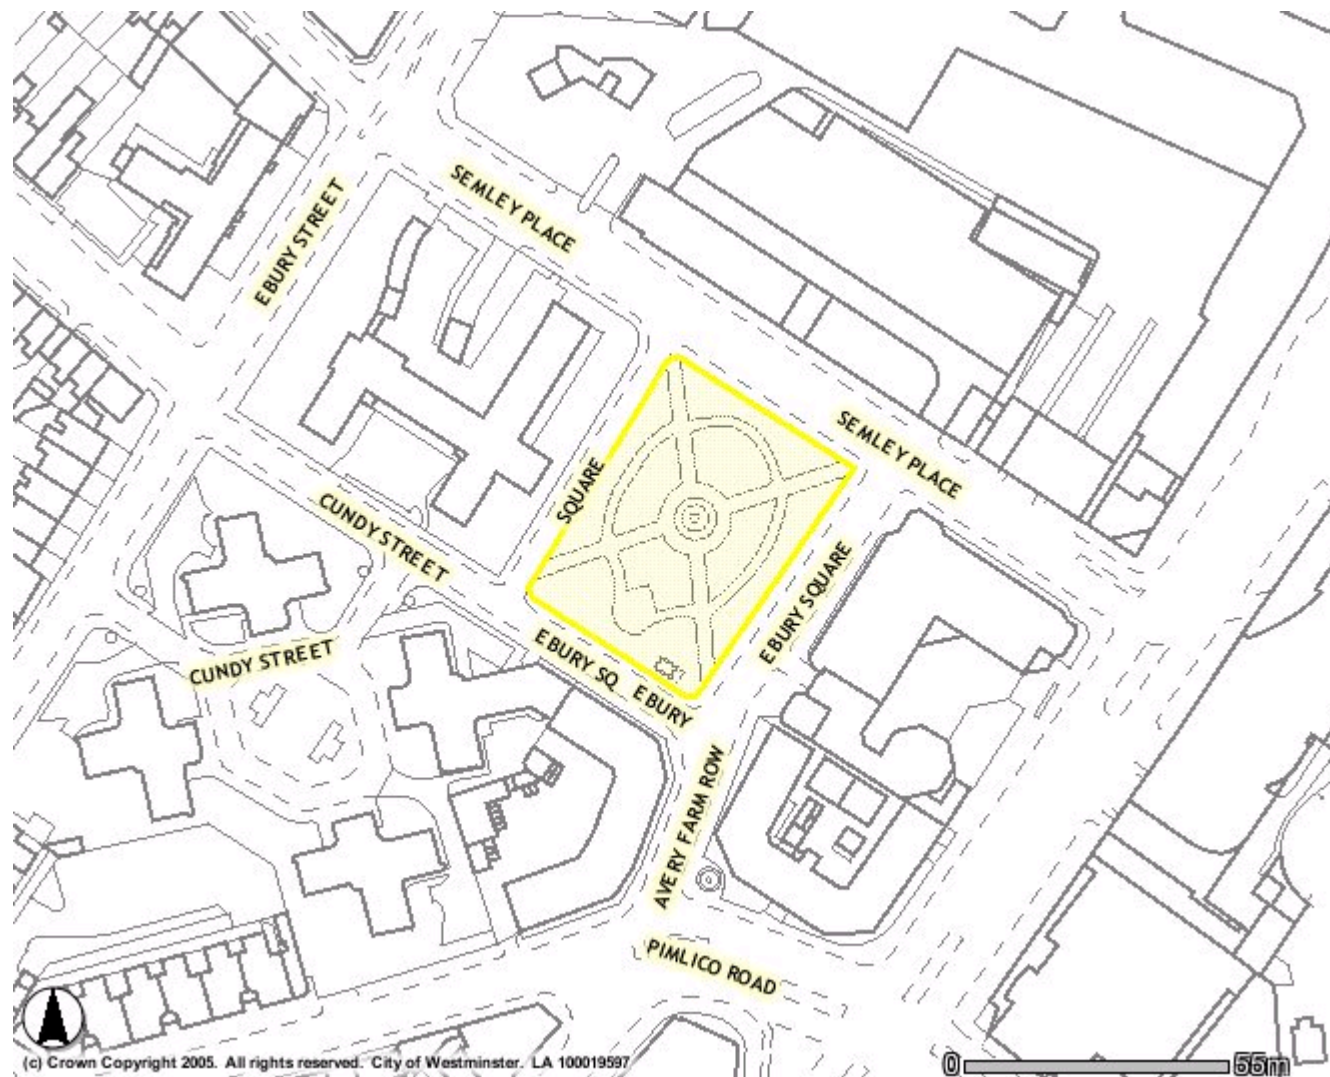 SEMLEY PLACE
EBURY STREET
SEMLEY PLACE
SQUARE
CUNDY STREET
EBURY SQUARE
EBURY SQ
EBURY
CUNDY STREET
AVERY FARM ROW
PIMLICO ROAD
(c) Crown Copyright 2005. All rights reserved. City of Westminster. LA 100019597
0 55m